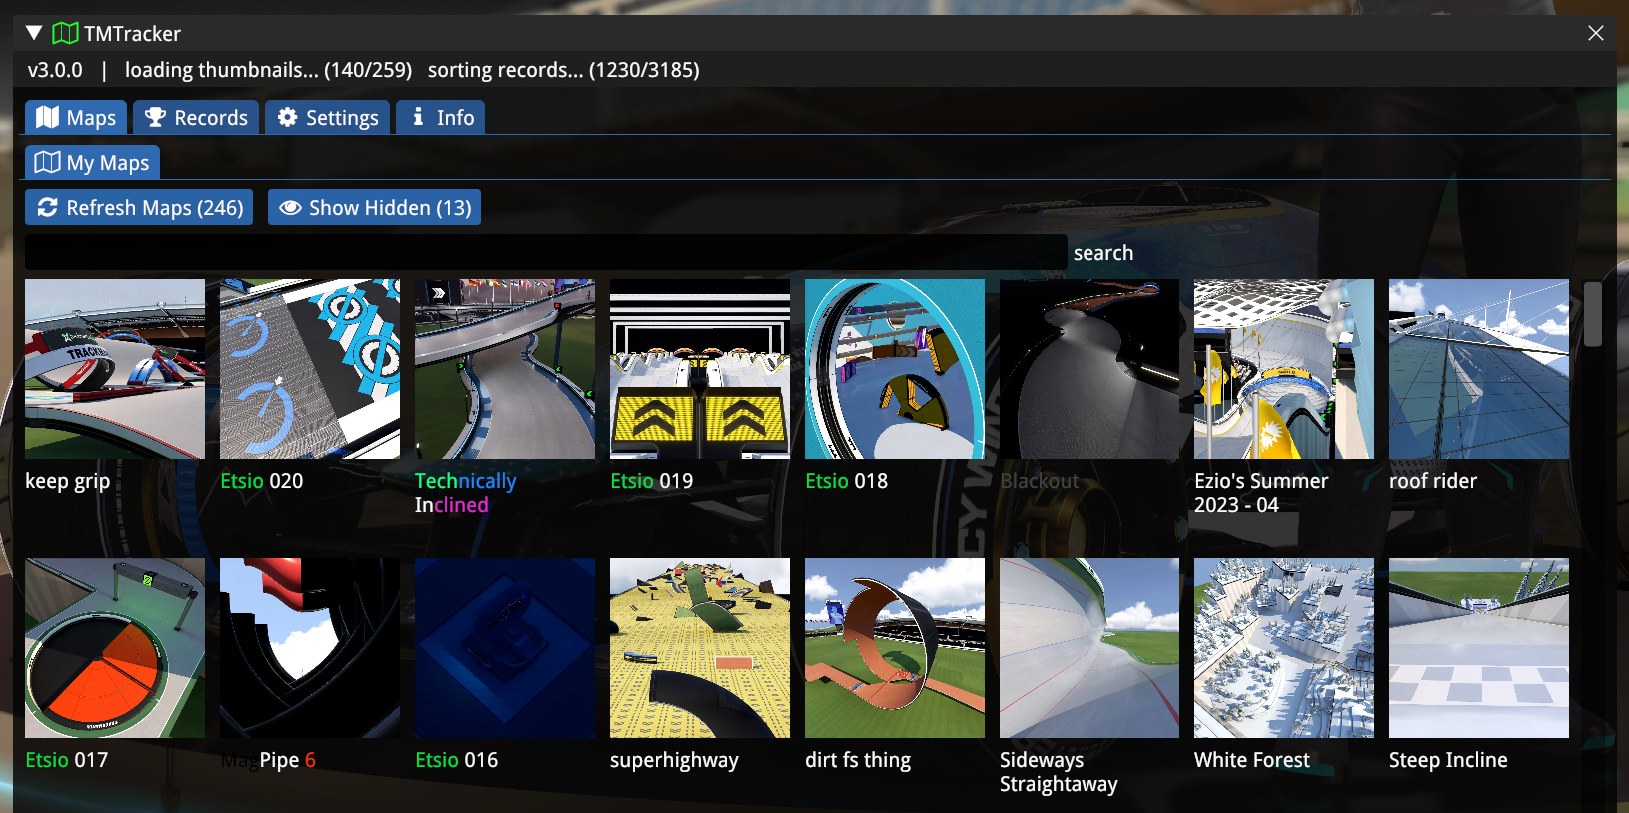 TMTracker
v3.0.0 | loading thumbnails... (140/259) sorting records... (1230/3185)
Maps Records Settings Info
My Maps
Refresh Maps (246) Show Hidden (13)
search
keep grip
Etsio 020
Technically
Inclined
Etsio 019
Etsio 018
Blackout
Ezio's Summer
2023 - 04
roof rider
Etsio 017
MagPipe 6
Etsio 016
superhighway
dirt fs thing
Sideways
Straightaway
White Forest
Steep Incline